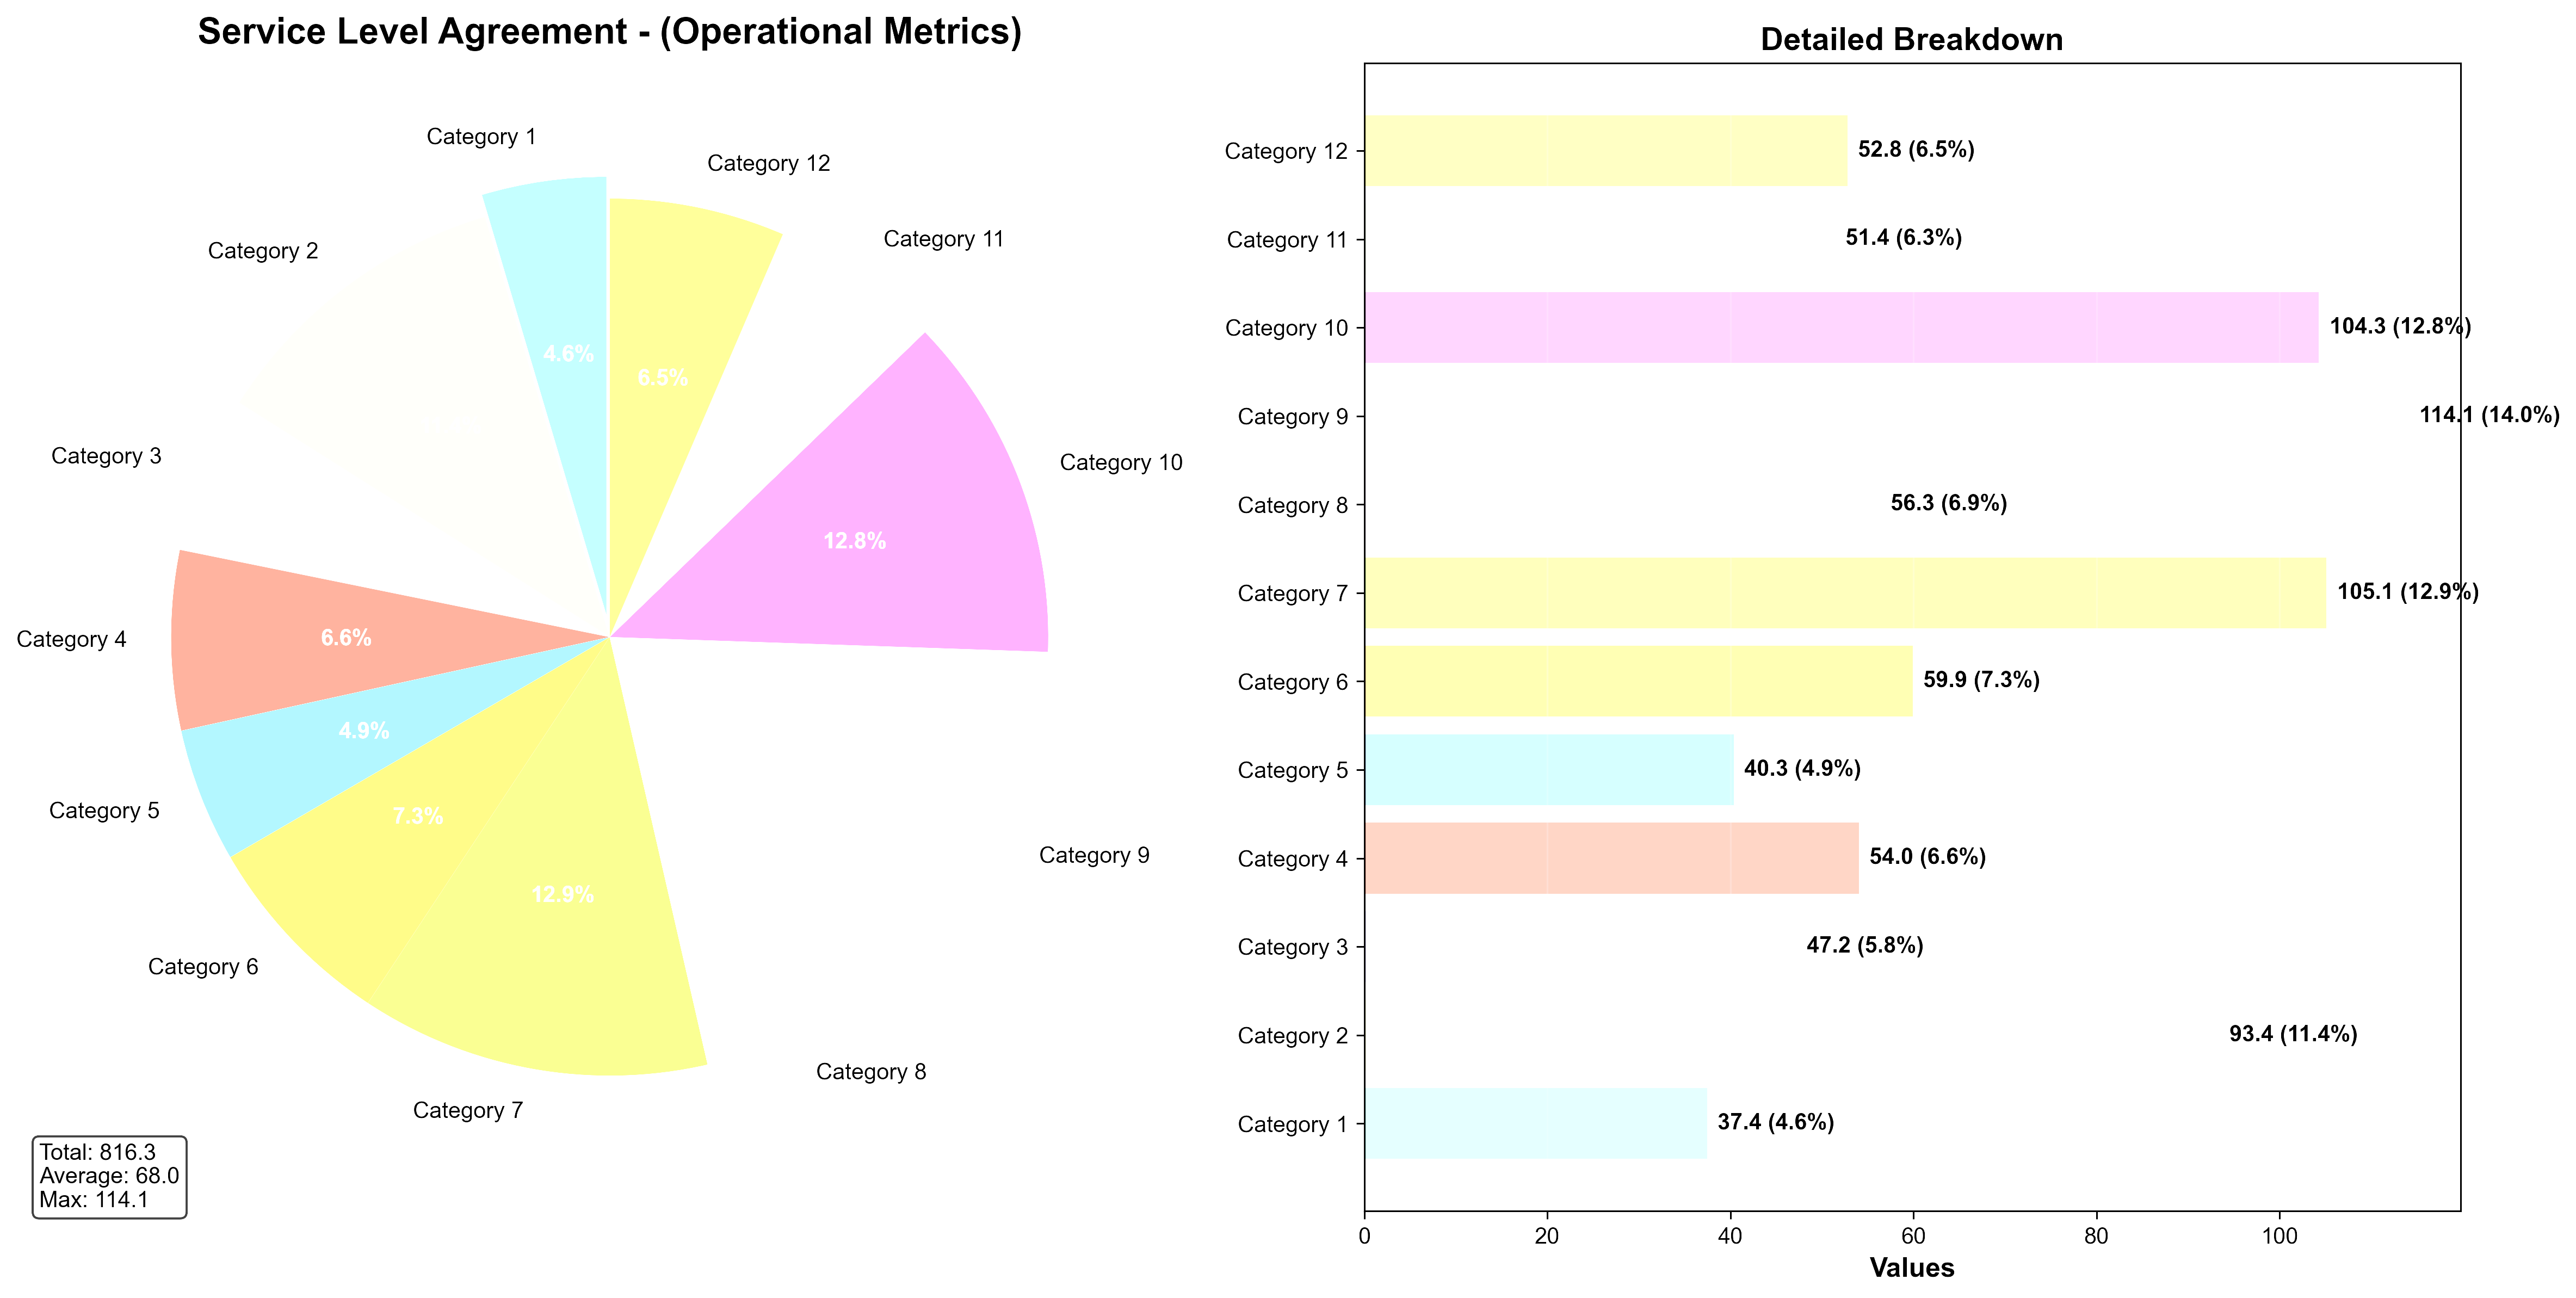 Service Level Agreement - (Operational Metrics)
Category 1
Category 12
Category 2
Category 11
Category 3
Category 10
Category 4
Category 5
Category 9
Category 6
Category 8
Category 7
4.6%
6.5%
12.8%
6.6%
4.9%
7.3%
12.9%
Total: 816.3
Average: 68.0
Max: 114.1
Detailed Breakdown
Category 12 52.8 (6.5%)
Category 11 51.4 (6.3%)
Category 10 104.3 (12.8%)
Category 9 114.1 (14.0%)
Category 8 56.3 (6.9%)
Category 7 105.1 (12.9%)
Category 6 59.9 (7.3%)
Category 5 40.3 (4.9%)
Category 4 54.0 (6.6%)
Category 3 47.2 (5.8%)
Category 2 93.4 (11.4%)
Category 1 37.4 (4.6%)
0 20 40 60 80 100
Values